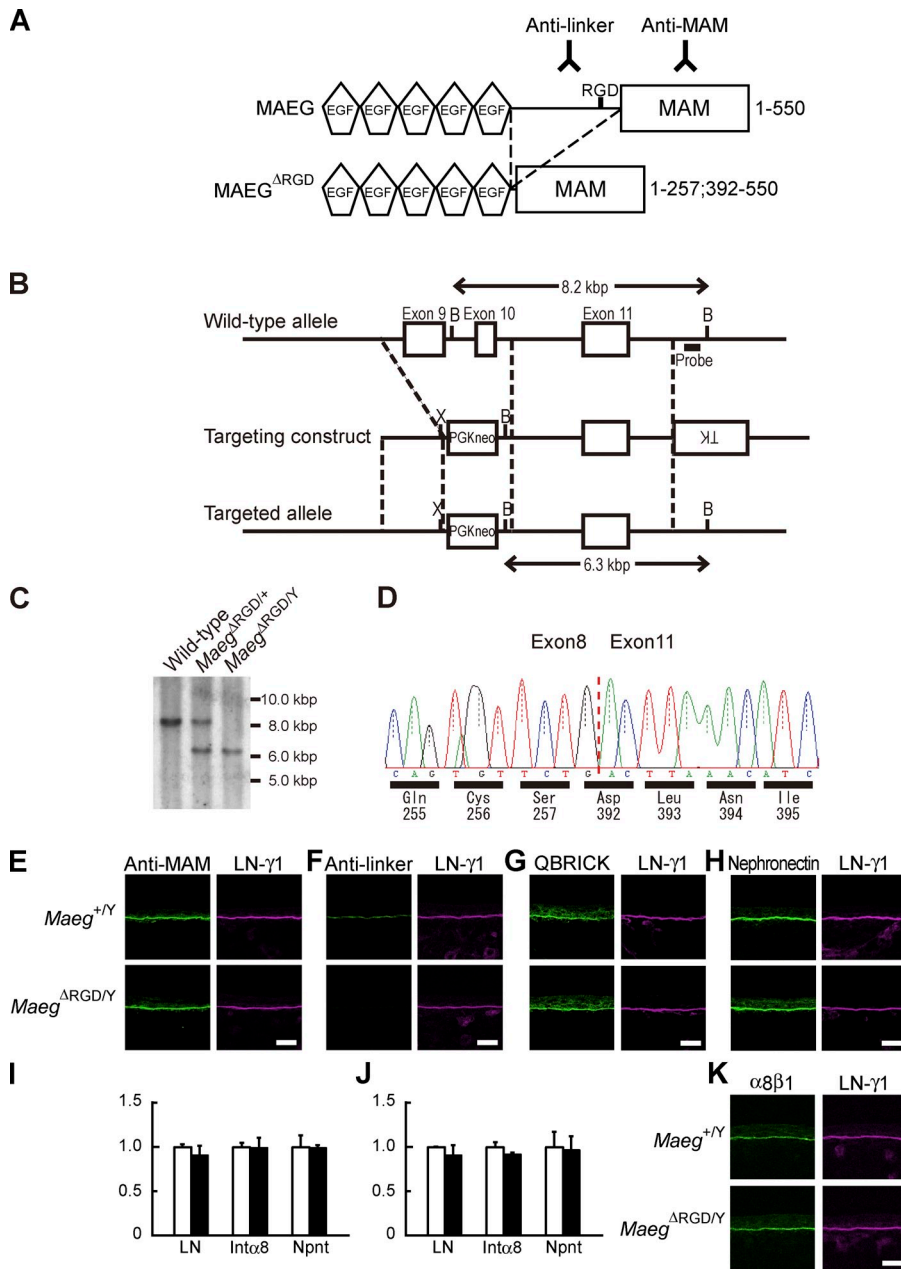 A
Anti-linker Anti-MAM
MAEG EGF EGF EGF EGF EGF RGD MAM 1-550
MAEG ΔRGD EGF EGF EGF EGF EGF MAM 1-257;392-550
B
8.2 kbp
Wild-type allele Exon 9 B Exon 10 Exon 11 B
Probe
Targeting construct X PGKneo B TK
Targeted allele X PGKneo B B
6.3 kbp
C
Wild-type
Maeg ΔRGD/+
Maeg ΔRGD/Y
10.0 kbp
8.0 kbp
6.0 kbp
5.0 kbp
D
Exon8 Exon11
C A G T G T T C T G A C T T A A A C A T C
Gln Cys Ser Asp Leu Asn Ile
255 256 257 392 393 394 395
E Anti-MAM LN-γ1
F Anti-linker LN-γ1
G QBRICK LN-γ1
H Nephronectin LN-γ1
Maeg +/Y
Maeg ΔRGD/Y
I
1.5
1.0
0.5
0
LN Intα8 Npnt
J
1.5
1.0
0.5
0
LN Intα8 Npnt
K
α8β1 LN-γ1
Maeg +/Y
Maeg ΔRGD/Y